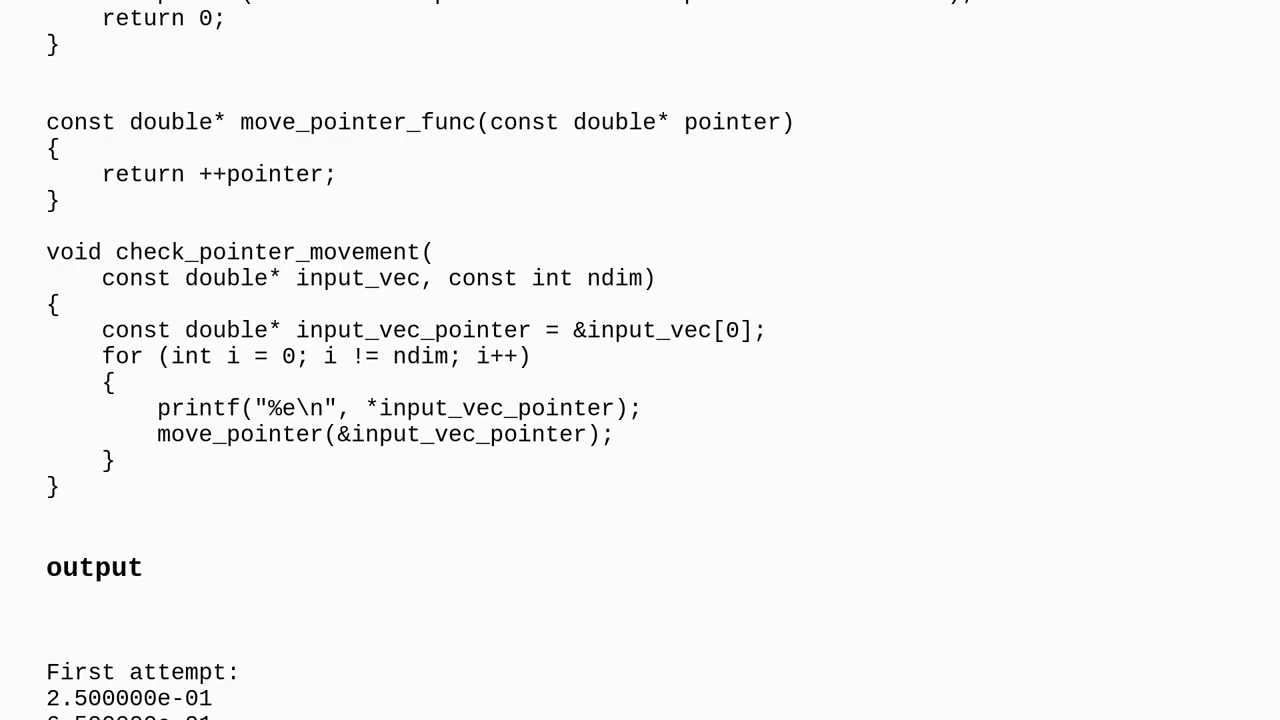 return 0;
}
const double* move_pointer_func(const double* pointer)
{
    return ++pointer;
}
void check_pointer_movement(
    const double* input_vec, const int ndim)
{
    const double* input_vec_pointer = &input_vec[0];
    for (int i = 0; i != ndim; i++)
    {
        printf("%e\n", *input_vec_pointer);
        move_pointer(&input_vec_pointer);
    }
}
output
First attempt:
2.500000e-01